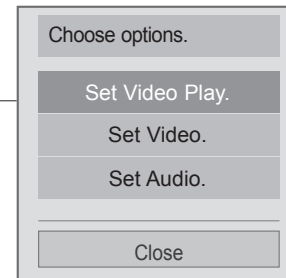 Choose options.
Set Video Play.
Set Video.
Set Audio.
Close